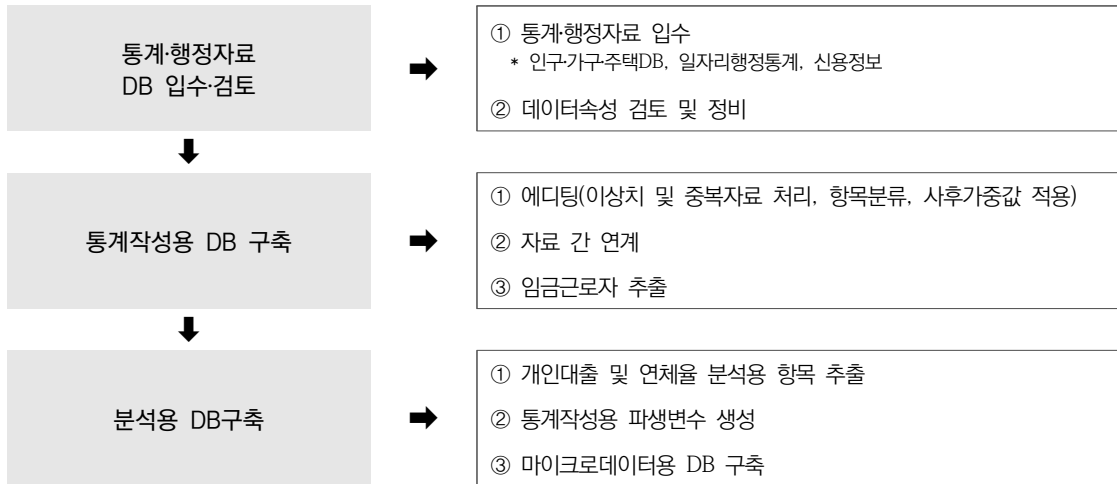 통계·행정자료
DB 입수·검토
➡
① 통계·행정자료 입수
* 인구·가구·주택DB, 일자리행정통계, 신용정보
② 데이터속성 검토 및 정비
⬇
통계작성용 DB 구축
➡
① 에디팅(이상치 및 중복자료 처리, 항목분류, 사후가중값 적용)
② 자료 간 연계
③ 임금근로자 추출
⬇
분석용 DB구축
➡
① 개인대출 및 연체율 분석용 항목 추출
② 통계작성용 파생변수 생성
③ 마이크로데이터용 DB 구축